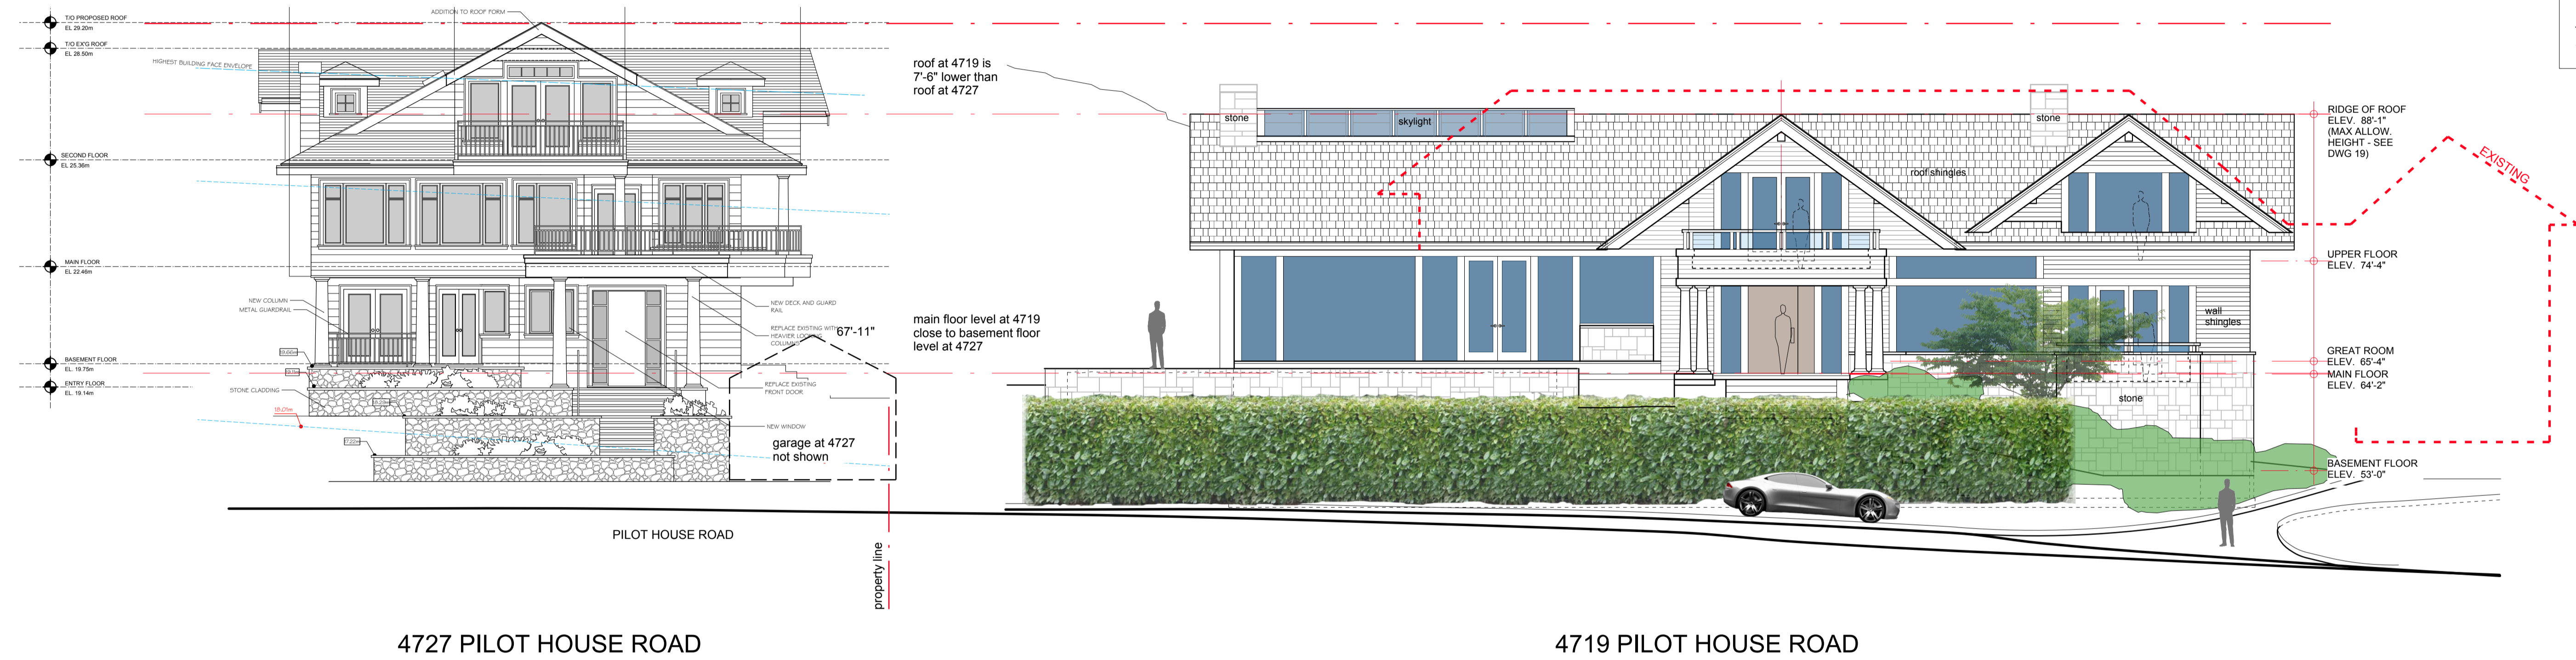 ADDITION TO ROOF FORM
T/O PROPOSED ROOF
EL 29.20m
T/O EX'G ROOF
EL 28.50m
HIGHEST BUILDING FACE ENVELOPE
SECOND FLOOR
EL 25.36m
MAIN FLOOR
EL 22.46m
NEW COLUMN
METAL GUARDRAIL
BASEMENT FLOOR
EL. 19.75m
ENTRY FLOOR
EL. 19.14m
STONE CLADDING
NEW DECK AND GUARD
RAIL
REPLACE EXISTING WITH
HEAVIER LOOKING
COLUMNS
67'-11"
REPLACE EXISTING
FRONT DOOR
NEW WINDOW
garage at 4727
not shown
PILOT HOUSE ROAD
property line
4727 PILOT HOUSE ROAD
roof at 4719 is
7'-6" lower than
roof at 4727
main floor level at 4719
close to basement floor
level at 4727
stone
skylight
stone
roof shingles
wall
shingles
stone
EXISTING
RIDGE OF ROOF
ELEV. 88'-1"
(MAX ALLOW.
HEIGHT - SEE
DWG 19)
UPPER FLOOR
ELEV. 74'-4"
GREAT ROOM
ELEV. 65'-4"
MAIN FLOOR
ELEV. 64'-2"
BASEMENT FLOOR
ELEV. 53'-0"
4719 PILOT HOUSE ROAD